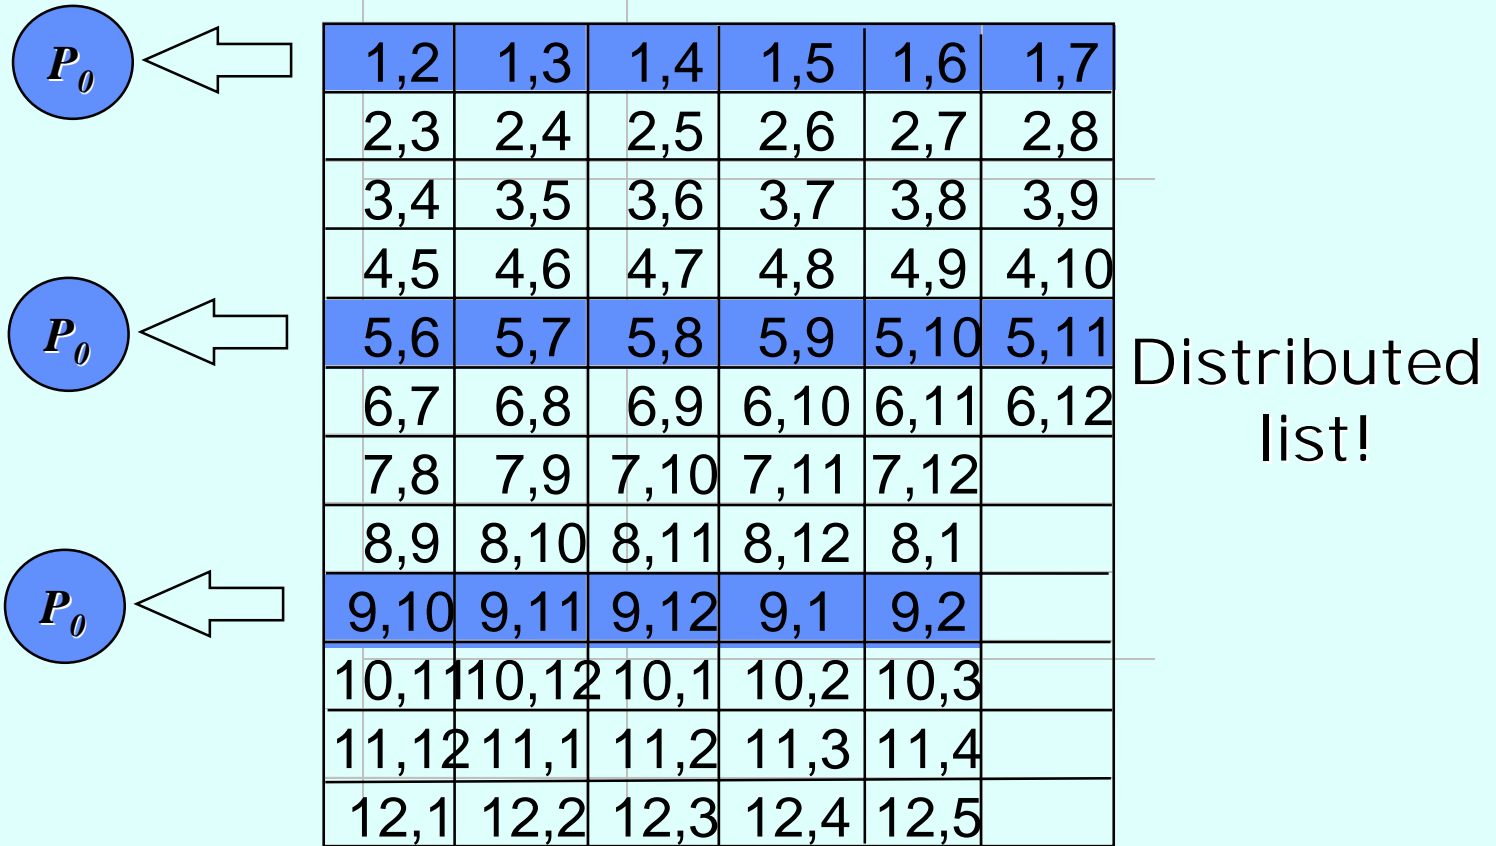 P0 1,2 1,3 1,4 1,5 1,6 1,7
2,3 2,4 2,5 2,6 2,7 2,8
3,4 3,5 3,6 3,7 3,8 3,9
4,5 4,6 4,7 4,8 4,9 4,10
P0 5,6 5,7 5,8 5,9 5,10 5,11
6,7 6,8 6,9 6,10 6,11 6,12
7,8 7,9 7,10 7,11 7,12
8,9 8,10 8,11 8,12 8,1
P0 9,10 9,11 9,12 9,1 9,2
10,11 10,12 10,1 10,2 10,3
11,12 11,1 11,2 11,3 11,4
12,1 12,2 12,3 12,4 12,5
Distributed
list!